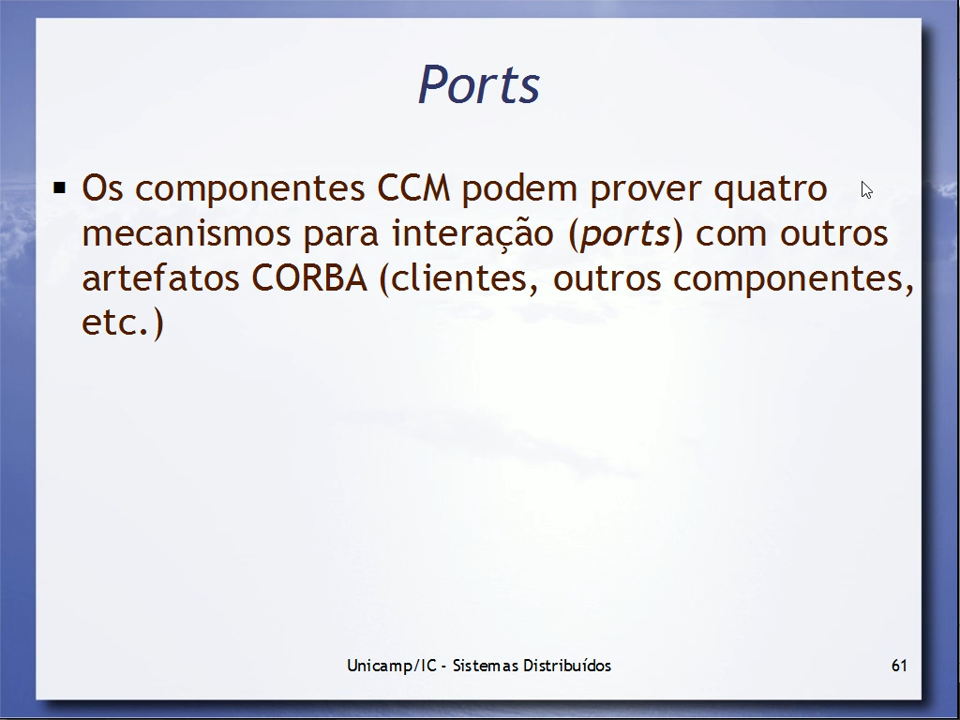 Ports
▪ Os componentes CCM podem prover quatro
mecanismos para interação (ports) com outros
artefatos CORBA (clientes, outros componentes,
etc.)
Unicamp/IC - Sistemas Distribuídos
61